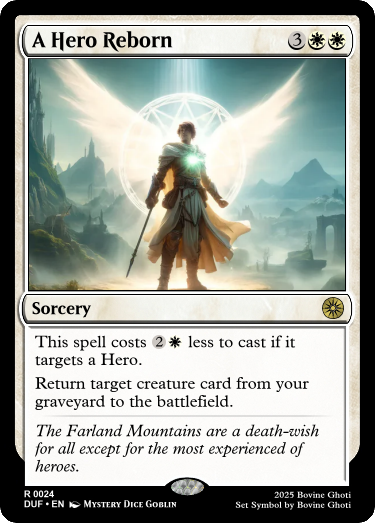 A Hero Reborn 3
Sorcery
This spell costs 2 less to cast if it
targets a Hero.
Return target creature card from your
graveyard to the battlefield.
The Farland Mountains are a death-wish
for all except for the most experienced of
heroes.
R 0024
DUF • EN Mystery Dice Goblin
2025 Bovine Ghoti
Set Symbol by Bovine Ghoti